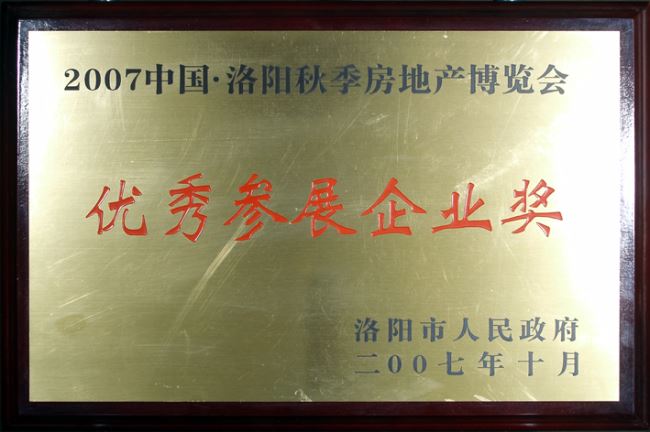 2007中国·洛阳秋季房地产博览会
优秀参展企业奖
洛阳市人民政府
二00七年十月